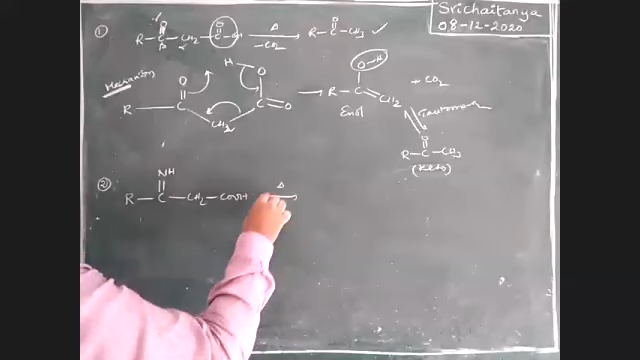 Srichaitanya
08-12-2020
① R-C(=O)-CH2-C(=O)-OH Δ -CO2 R-C(=O)-CH3 ✓
β α
Mechanism
R C O CH2 C O O H
R-C(O-H)=CH2 + CO2
Enol
R-C(=O)-CH3
(Keto)
② R-C(=NH)-CH2-COOH Δ